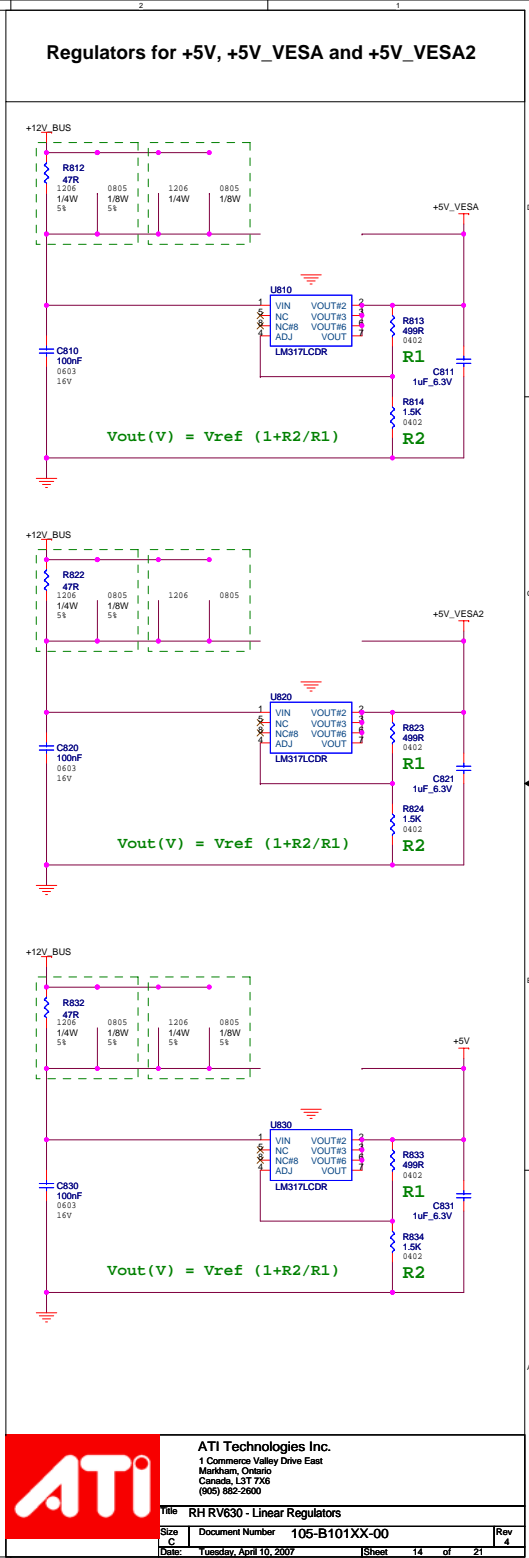 2 1
Regulators for +5V, +5V_VESA and +5V_VESA2
+12V_BUS
R812
47R
1206 0805 1206 0805
1/4W 1/8W 1/4W 1/8W
5% 5%
+5V_VESA
U810
1 VIN VOUT#2 2
5 NC VOUT#3 3
8 NC#8 VOUT#6 6
4 ADJ VOUT 7
LM317LCDR
R813
499R
0402
R1
C810
100nF
0603
16V
C811
1uF_6.3V
R814
1.5K
0402
R2
Vout(V) = Vref (1+R2/R1)
+12V_BUS
R822
47R
1206 0805 1206 0805
1/4W 1/8W
5% 5%
+5V_VESA2
U820
1 VIN VOUT#2 2
5 NC VOUT#3 3
8 NC#8 VOUT#6 6
4 ADJ VOUT 7
LM317LCDR
R823
499R
0402
R1
C820
100nF
0603
16V
C821
1uF_6.3V
R824
1.5K
0402
R2
Vout(V) = Vref (1+R2/R1)
+12V_BUS
R832
47R
1206 0805 1206 0805
1/4W 1/8W 1/4W 1/8W
5% 5% 5% 5%
+5V
U830
1 VIN VOUT#2 2
5 NC VOUT#3 3
8 NC#8 VOUT#6 6
4 ADJ VOUT 7
LM317LCDR
R833
499R
0402
R1
C830
100nF
0603
16V
C831
1uF_6.3V
R834
1.5K
0402
R2
Vout(V) = Vref (1+R2/R1)
ATI
ATI Technologies Inc.
1 Commerce Valley Drive East
Markham, Ontario
Canada, L3T 7X6
(905) 882-2600
Title RH RV630 - Linear Regulators
Size Document Number 105-B101XX-00 Rev
C 4
Date: Tuesday, April 10, 2007 Sheet 14 of 21